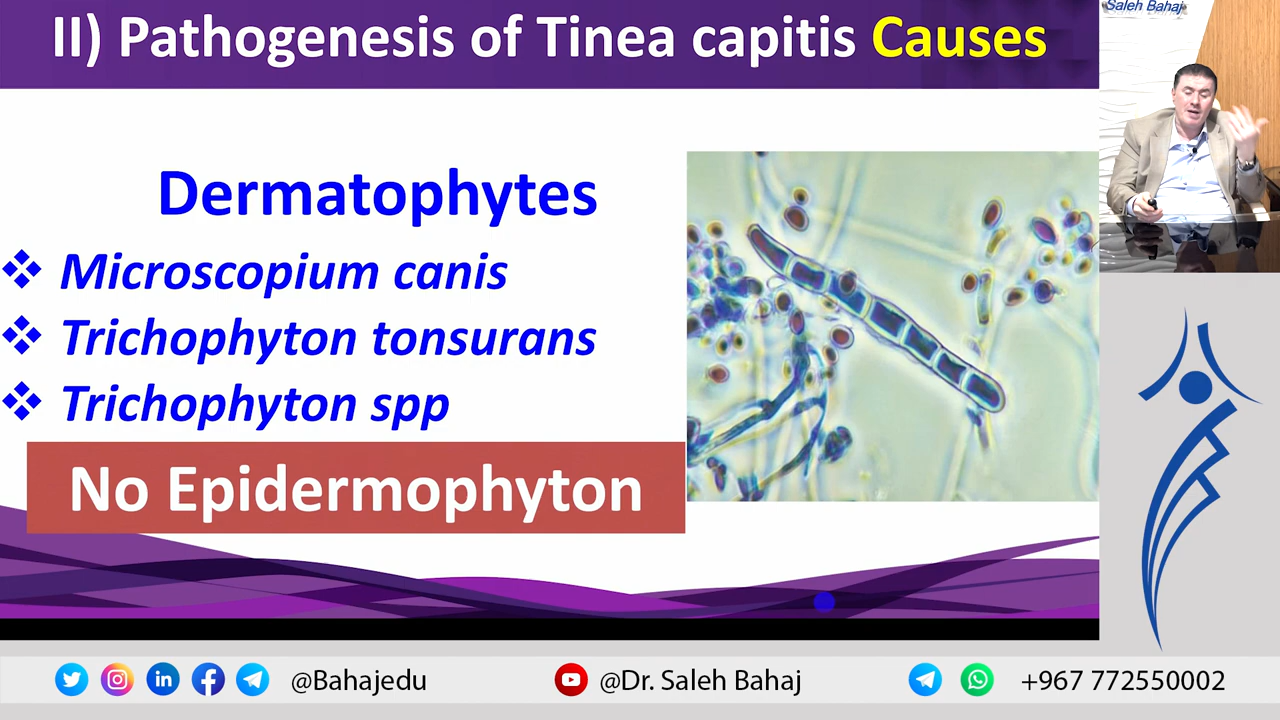 II) Pathogenesis of Tinea capitis Causes
Saleh Bahaj
Dermatophytes
❖ Microscopium canis
❖ Trichophyton tonsurans
❖ Trichophyton spp
No Epidermophyton
@Bahajedu
@Dr. Saleh Bahaj
+967 772550002